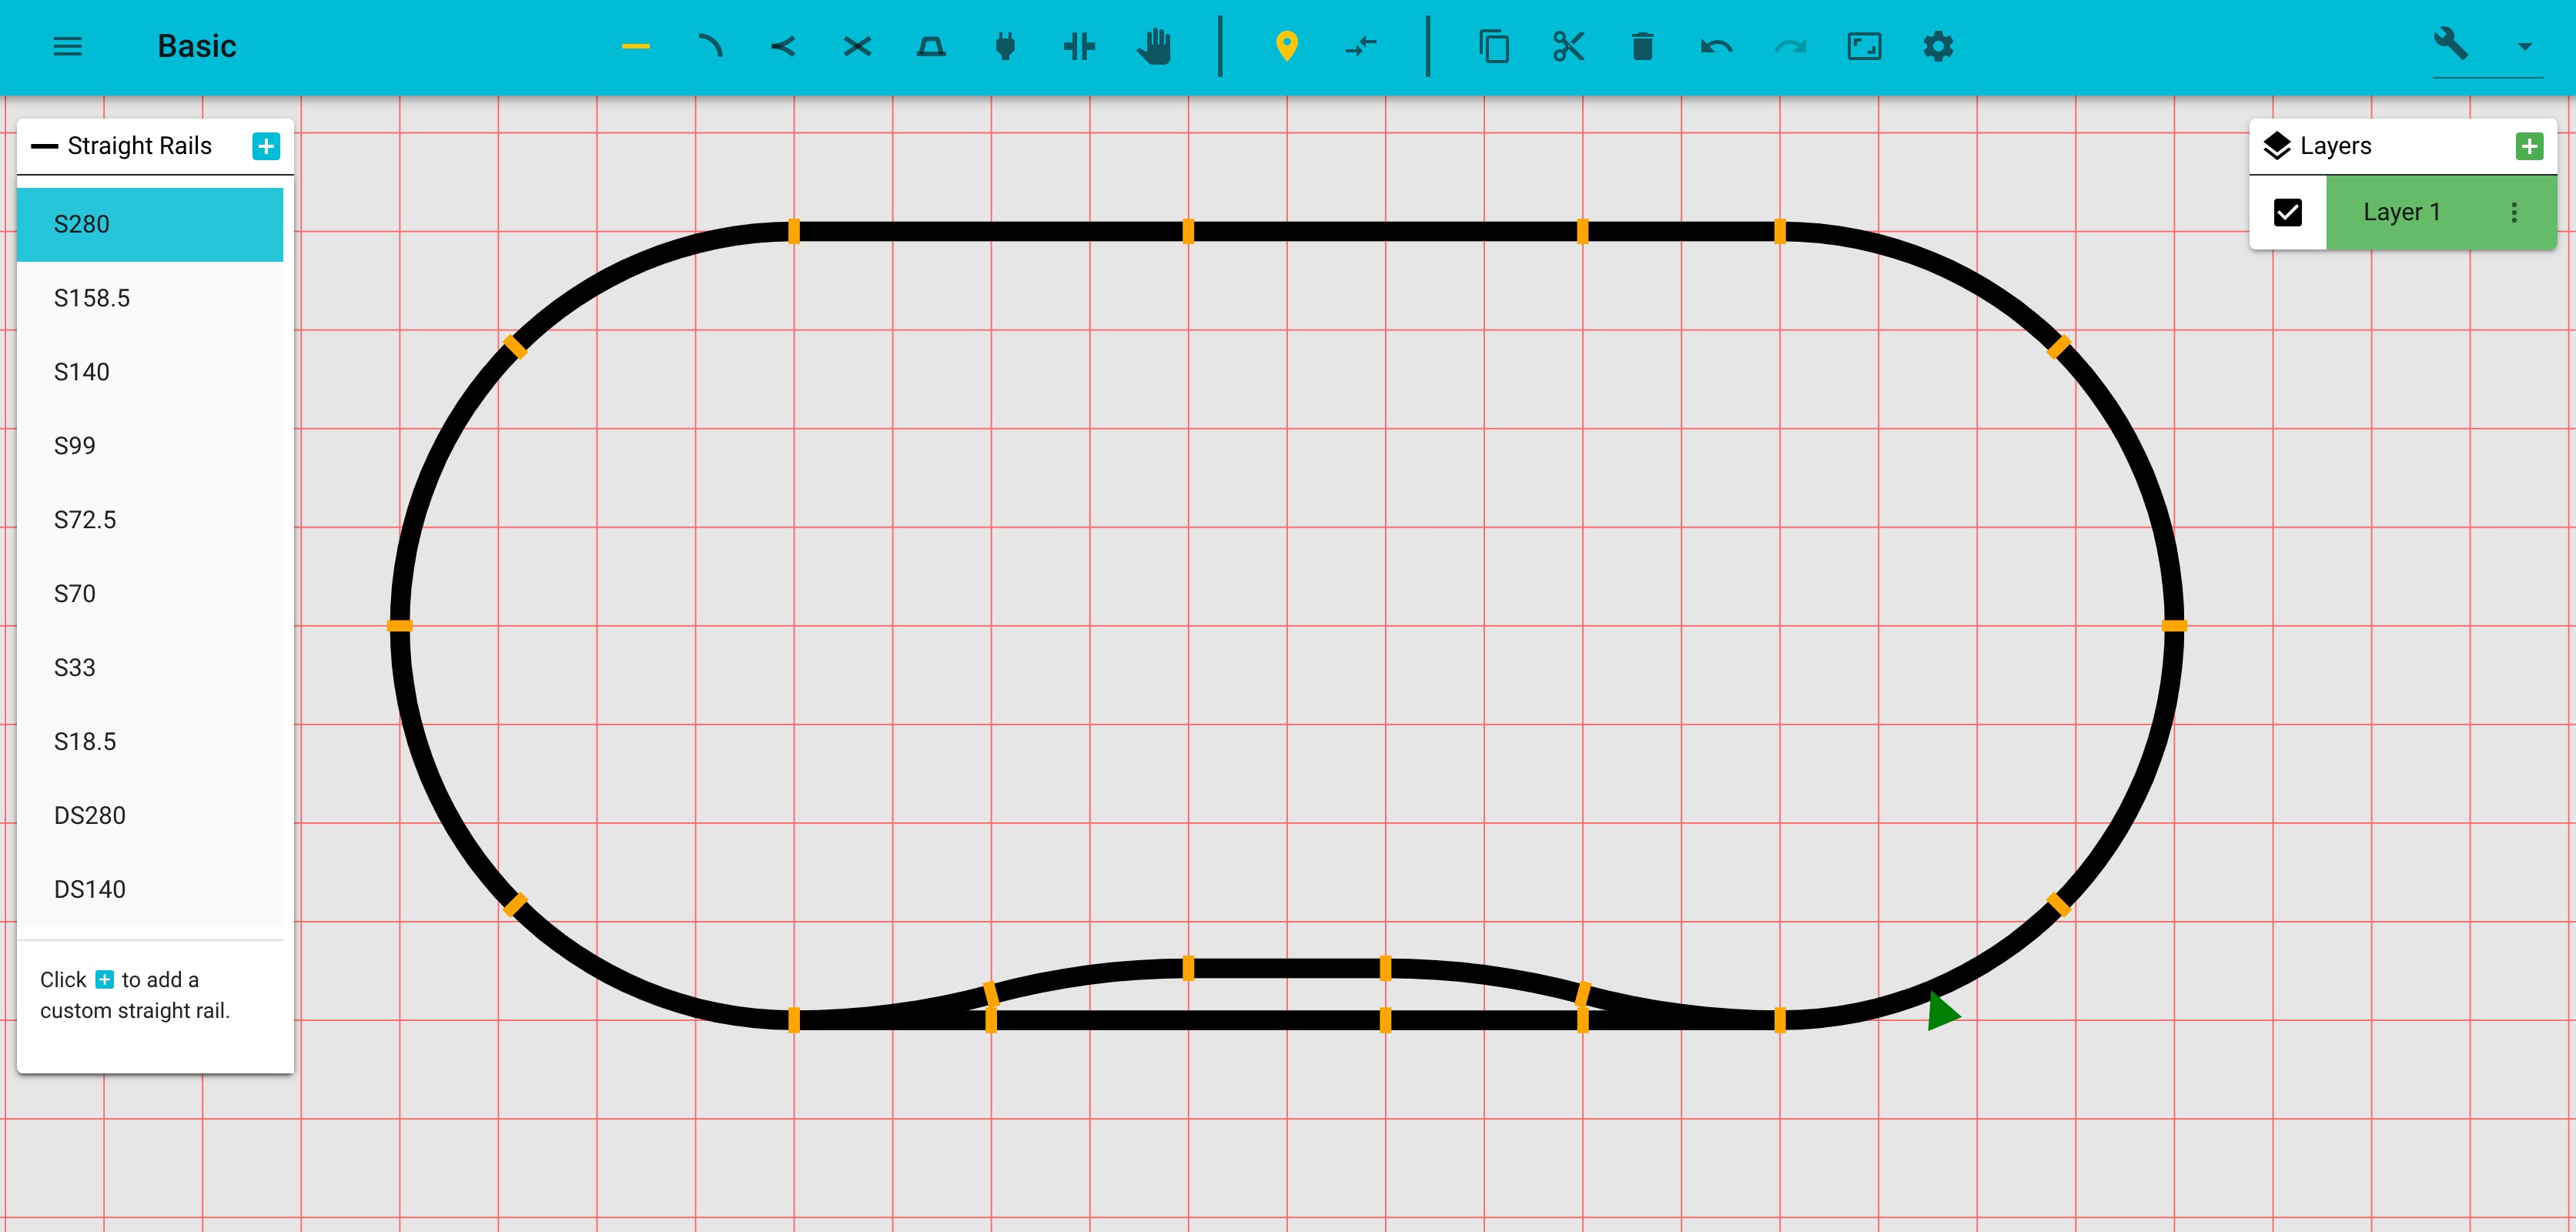 Basic
Straight Rails
S280
S158.5
S140
S99
S72.5
S70
S33
S18.5
DS280
DS140
Click to add a
custom straight rail.
Layers
Layer 1